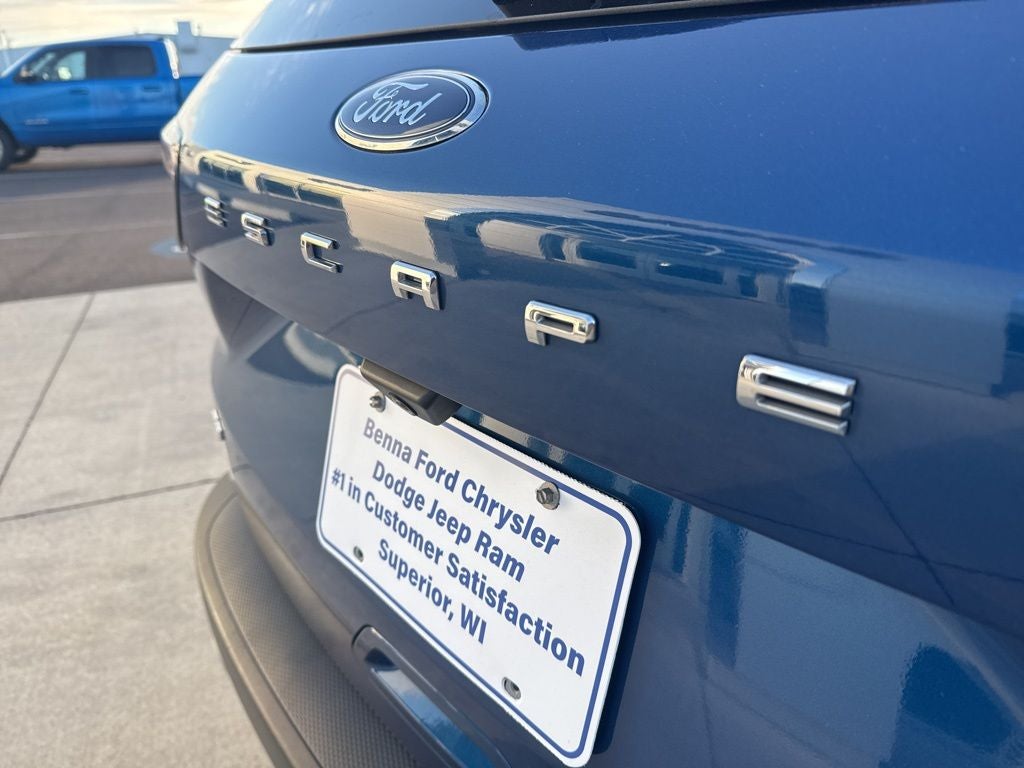 Ford
ESCAPE
Benna Ford Chrysler
Dodge Jeep Ram
#1 in Customer Satisfaction
Superior, WI